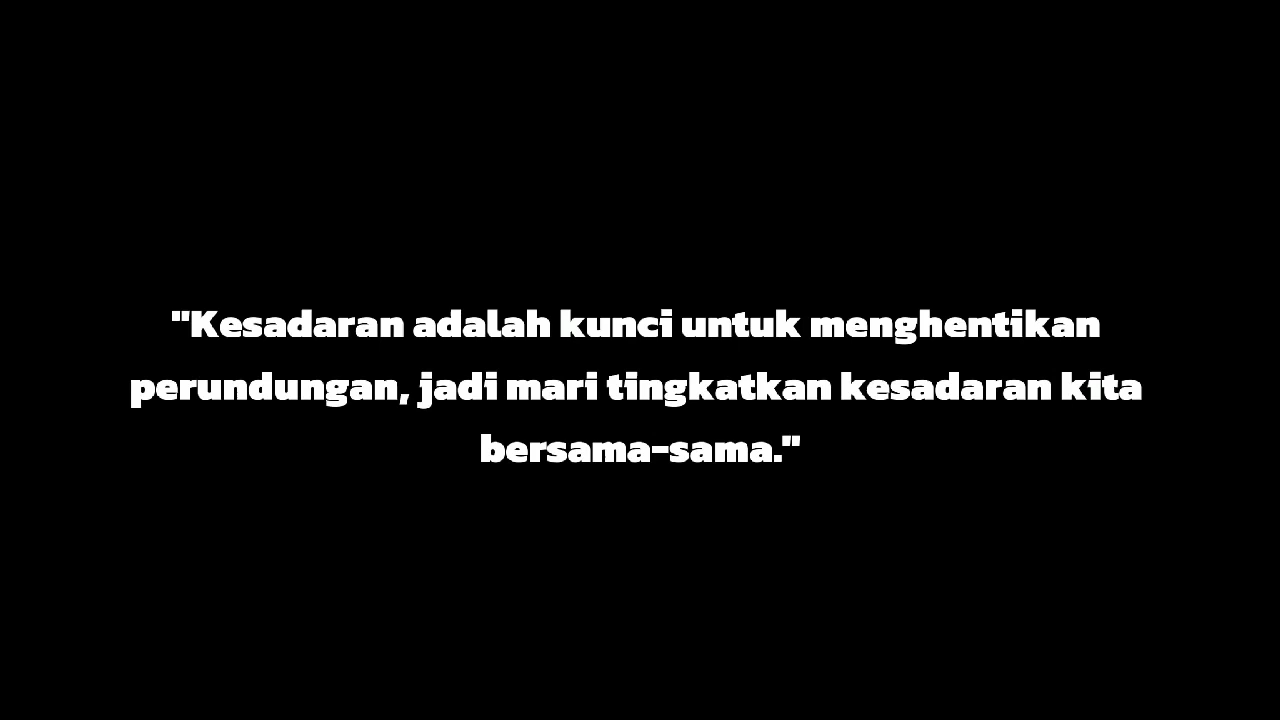 "Kesadaran adalah kunci untuk menghentikan
perundungan, jadi mari tingkatkan kesadaran kita
bersama-sama."